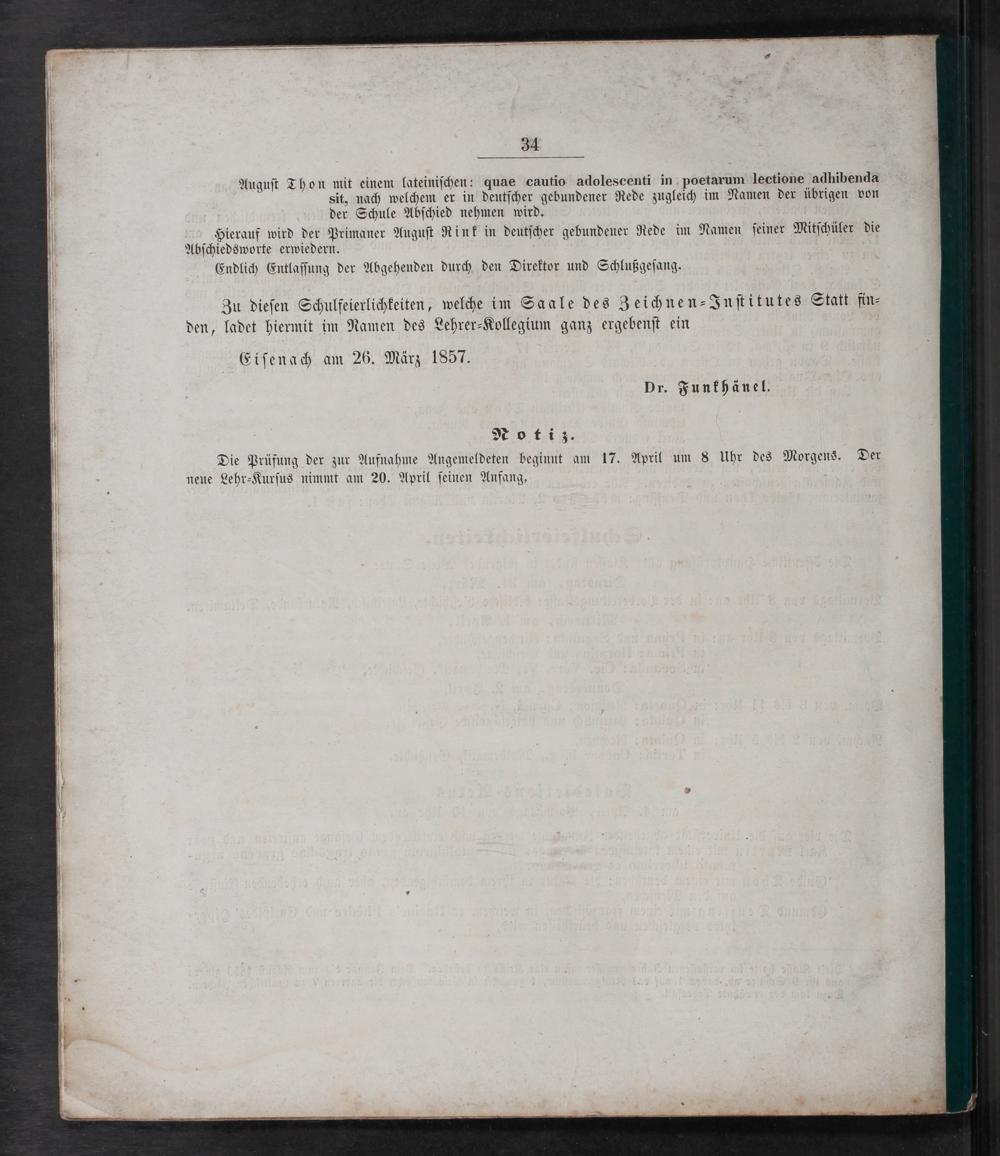 34
August Thon mit einem lateinischen: quae cautio adolescenti in poetarum lectione adhibenda
sit, nach welchem er in deutscher gebundener Rede zugleich im Namen der übrigen von
der Schule Abschied nehmen wird.
Hierauf wird der Primaner August Rink in deutscher gebundener Rede im Namen seiner Mitschüler die
Abschiedsworte erwiedern.
Endlich Entlassung der Abgehenden durch den Direktor und Schlußgesang.
Zu diesen Schulfeierlichkeiten, welche im Saale des Zeichnen-Institutes Statt fin-
den, ladet hiermit im Namen des Lehrer-Kollegium ganz ergebenst ein
Eisenach am 26. März 1857.
Dr. Funkhänel.
Notiz.
Die Prüfung der zur Aufnahme Angemeldeten beginnt am 17. April um 8 Uhr des Morgens. Der
neue Lehr-Kursus nimmt am 20. April seinen Anfang.